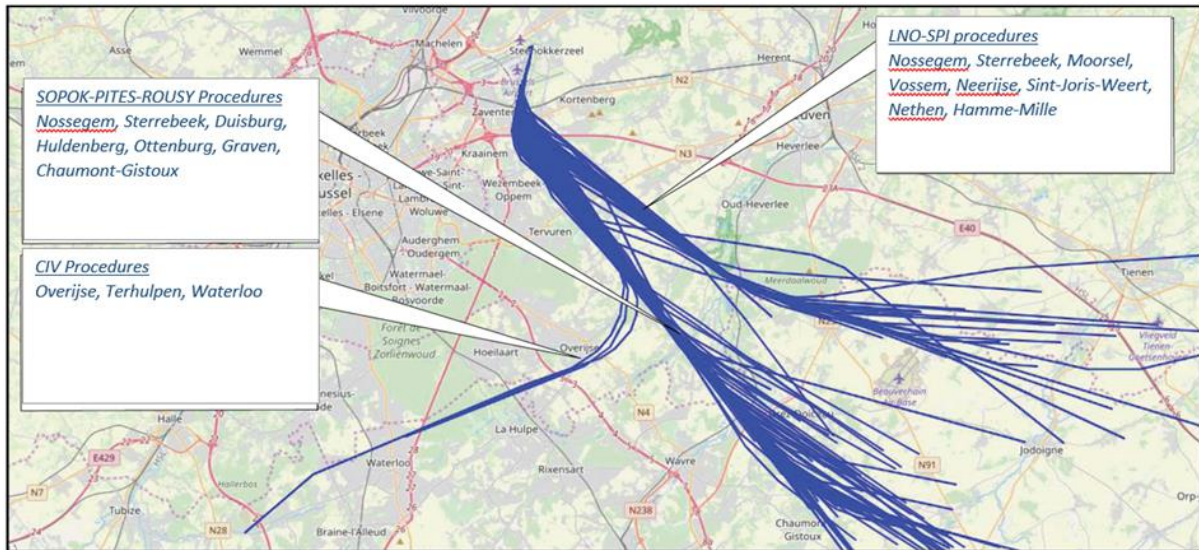 SOPOK-PITES-ROUSY Procedures
Nossegem, Sterrebeek, Duisburg,
Huldenberg, Ottenburg, Graven,
Chaumont-Gistoux
CIV Procedures
Overijse, Terhulpen, Waterloo
LNO-SPI procedures
Nossegem, Sterrebeek, Moorsel,
Vossem, Neerijse, Sint-Joris-Weert,
Nethen, Hamme-Mille
Asse
Wemmel
Vilvoorde
Machelen
Herent
N2
Kortenberg
Kraainem
N3
Heverlee
Wezembeek
Oppem
Oud-Heverlee
Tervuren
Auderghem
Oudergem
Watermael-
Boitsfort - Watermaal-
Bosvoorde
Forêt de
Soignes
Zoniënwoud
Meerdaalwoud
E40
Tienen
Vliegveld
Tienen-
Goetsenhoven
Hoeilaart
Overijse
Beauvechain
Air Base
N4
La Hulpe
Halle
E429
Hallerbos
Waterloo
Rixensart
Wavre
N91
Jodoigne
N7
Tubize
N28
Braine-l'Alleud
N238
Chaumont
Gistoux